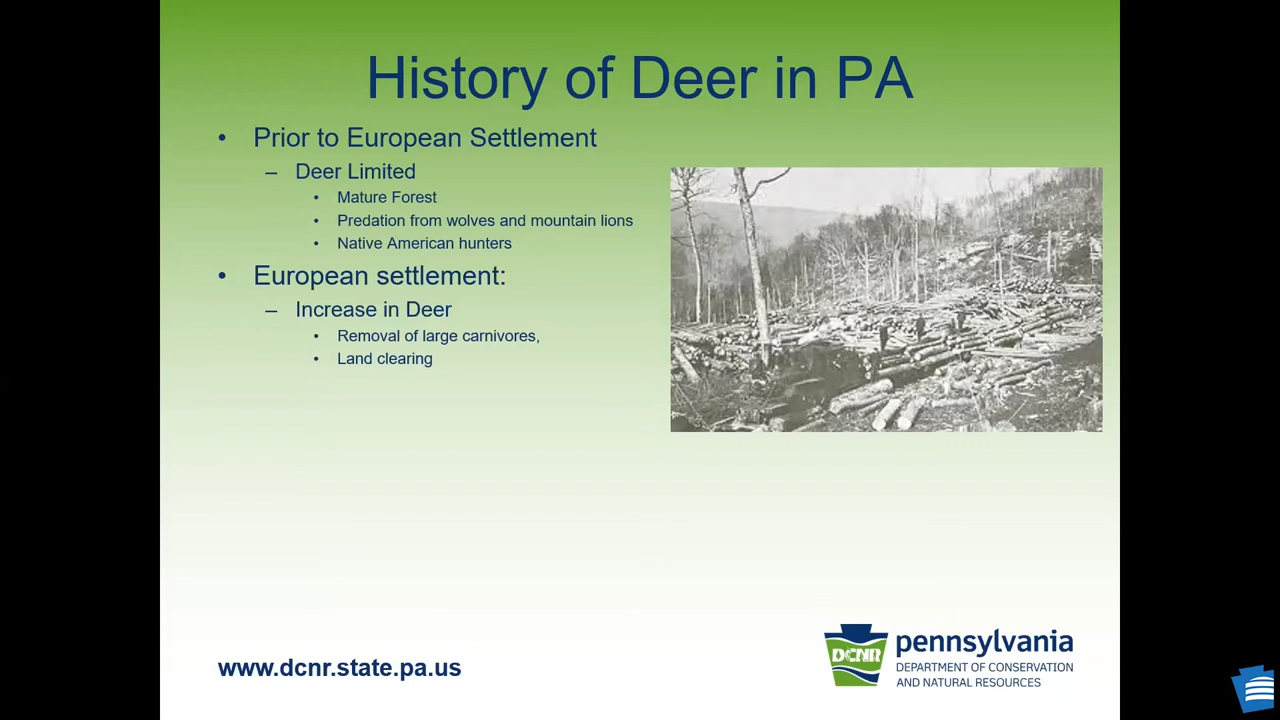 History of Deer in PA
• Prior to European Settlement
– Deer Limited
• Mature Forest
• Predation from wolves and mountain lions
• Native American hunters
• European settlement:
– Increase in Deer
• Removal of large carnivores,
• Land clearing
www.dcnr.state.pa.us
DCNR
pennsylvania
DEPARTMENT OF CONSERVATION
AND NATURAL RESOURCES